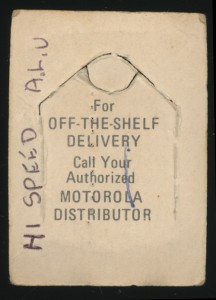 HI SPEED A.L.U
For
OFF-THE-SHELF
DELIVERY
Call Your
Authorized
MOTOROLA
DISTRIBUTOR